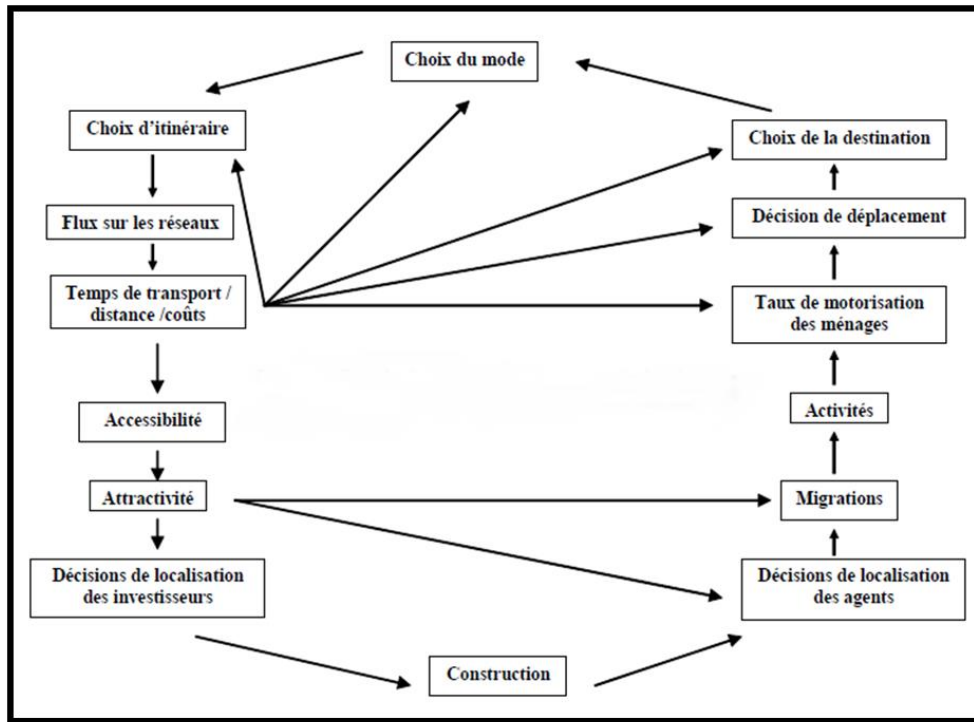 Choix du mode
Choix d'itinéraire
Choix de la destination
Flux sur les réseaux
Décision de déplacement
Temps de transport /
distance /coûts
Taux de motorisation
des ménages
Accessibilité
Activités
Attractivité
Migrations
Décisions de localisation
des investisseurs
Décisions de localisation
des agents
Construction